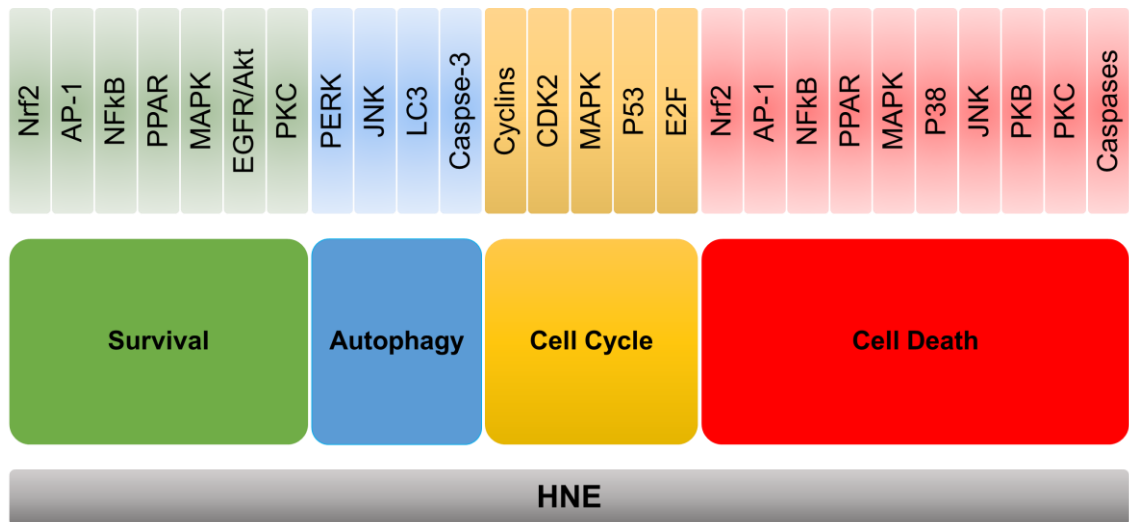 Nrf2
AP-1
NFkB
PPAR
MAPK
EGFR/Akt
PKC
PERK
JNK
LC3
Caspse-3
Cyclins
CDK2
MAPK
P53
E2F
Nrf2
AP-1
NFkB
PPAR
MAPK
P38
JNK
PKB
PKC
Caspases
Survival
Autophagy
Cell Cycle
Cell Death
HNE